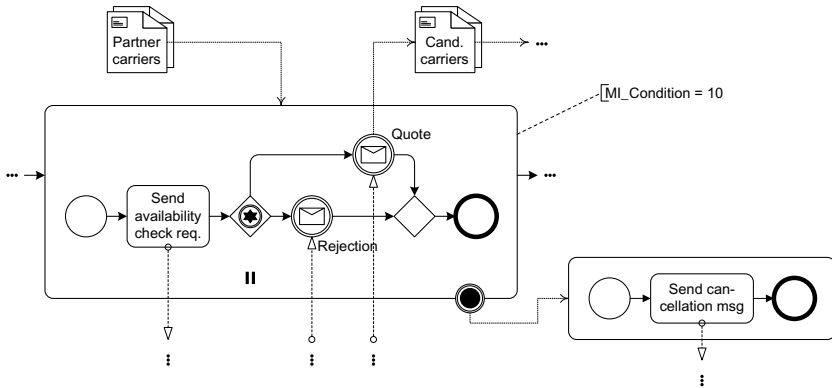 Partner
carriers
Cand.
carriers
MI_Condition = 10
Quote
Send
availability
check req.
Rejection
Send can-
cellation msg